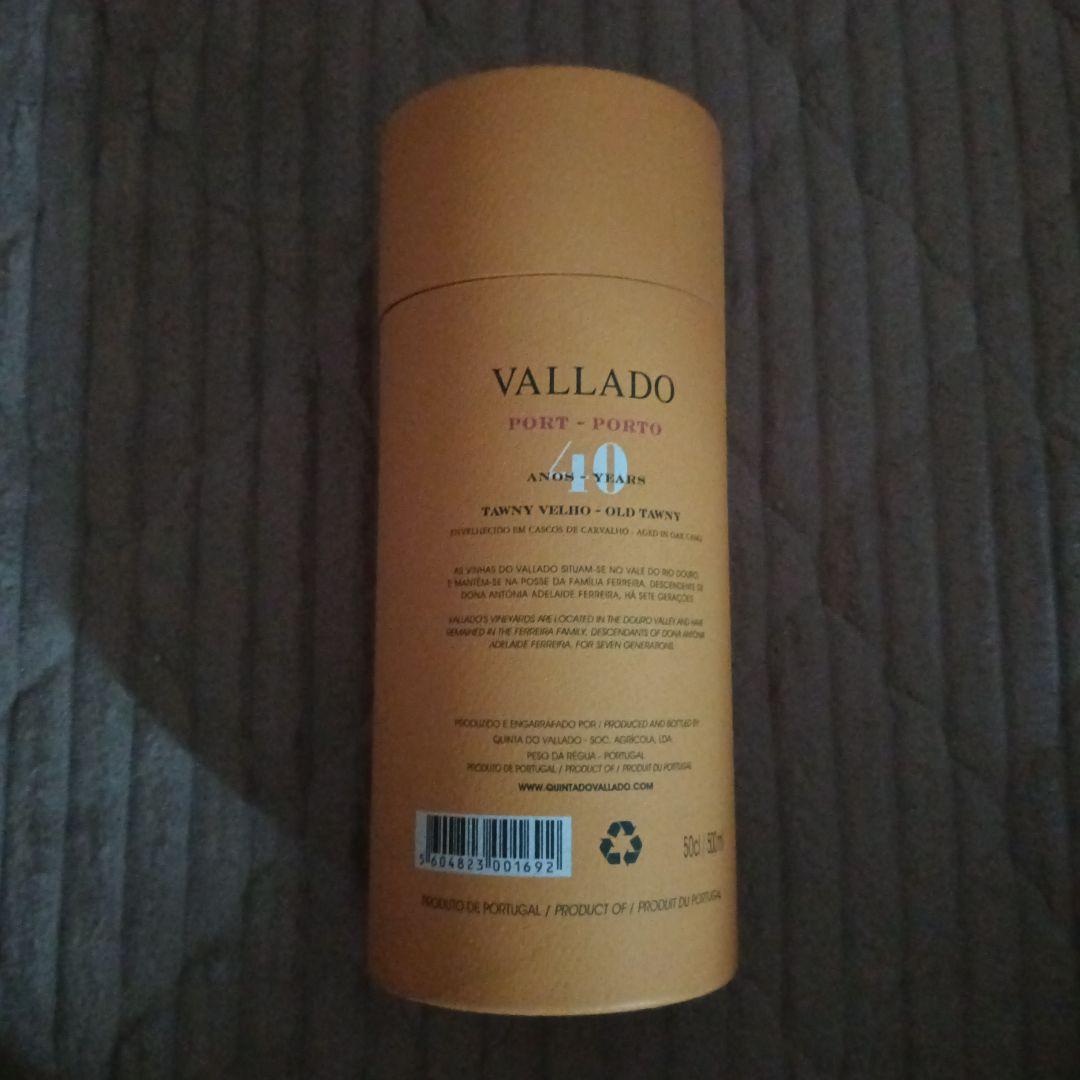 VALLADO
PORT - PORTO
40
ANOS - YEARS
TAWNY VELHO - OLD TAWNY
ENVELHECIDO EM CASCOS DE CARVALHO - AGED IN OAK CASKS
AS VINHAS DO VALLADO SITUAM-SE NO VALE DO RIO DOURO,
E MANTÊM-SE NA POSSE DA FAMÍLIA FERREIRA, DESCENDENTE DE
DONA ANTÓNIA ADELAIDE FERREIRA, HÁ SETE GERAÇÕES.
VALLADO'S VINEYARDS ARE LOCATED IN THE DOURO VALLEY AND HAVE
REMAINED IN THE FERREIRA FAMILY, DESCENDANTS OF DONA ANTÓNIA
ADELAIDE FERREIRA, FOR SEVEN GENERATIONS.
PRODUZIDO E ENGARRAFADO POR / PRODUCED AND BOTTLED BY
QUINTA DO VALLADO - SOC. AGRÍCOLA, LDA
PESO DA RÉGUA - PORTUGAL
PRODUTO DE PORTUGAL / PRODUCT OF / PRODUIT DU PORTUGAL
WWW.QUINTADOVALLADO.COM
5 604823 001692
50cl / 500ml
PRODUTO DE PORTUGAL / PRODUCT OF / PRODUIT DU PORTUGAL